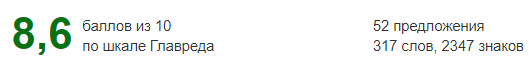 8,6
баллов из 10
по шкале Главреда
52 предложения
317 слов, 2347 знаков